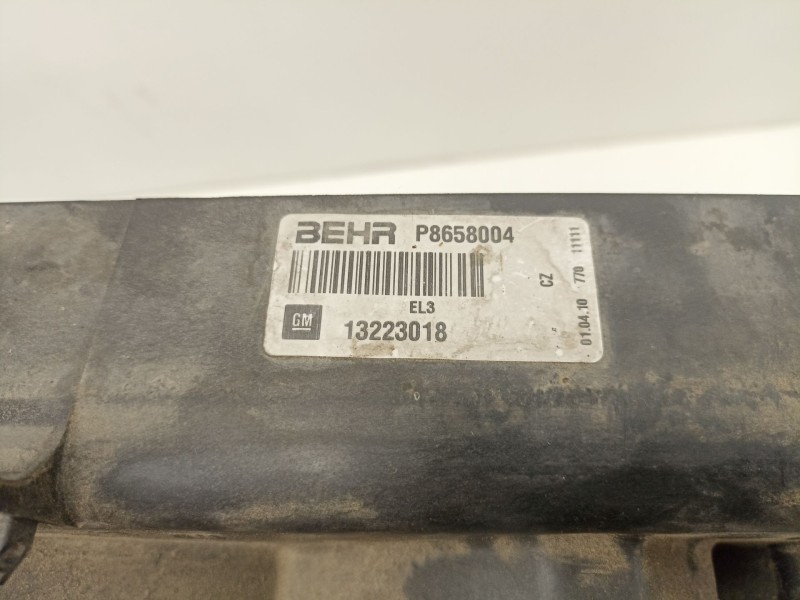 BEHR P8658004
EL3
GM 13223018
CZ
01.04.10 770 11111